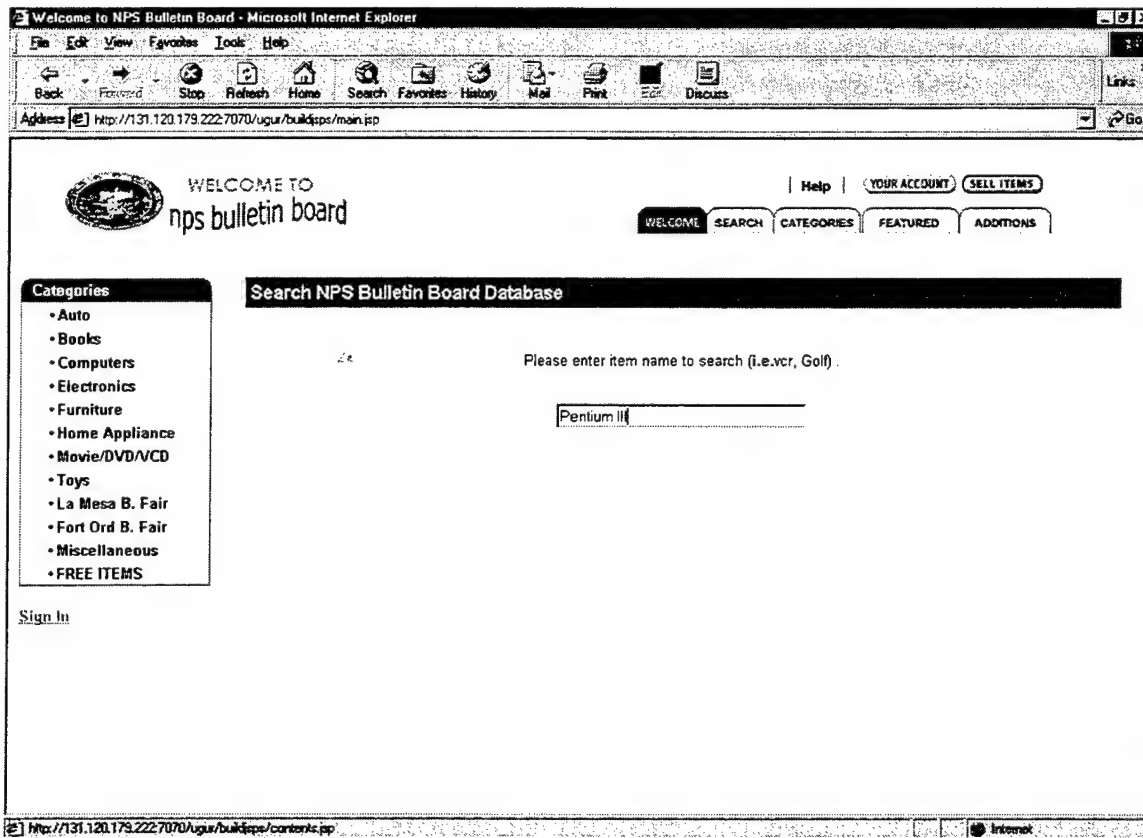 Welcome to NPS Bulletin Board - Microsoft Internet Explorer
File Edit View Favorites Tools Help
Back Forward Stop Refresh Home Search Favorites History Mail Print Edit Discuss Links
Address http://131.120.179.222:7070/ugur/buildjsps/main.jsp Go
WELCOME TO
nps bulletin board
| Help | YOUR ACCOUNT SELL ITEMS
WELCOME SEARCH CATEGORIES FEATURED ADDITIONS
Categories
• Auto
• Books
• Computers
• Electronics
• Furniture
• Home Appliance
• Movie/DVD/VCD
• Toys
• La Mesa B. Fair
• Fort Ord B. Fair
• Miscellaneous
• FREE ITEMS
Sign In
Search NPS Bulletin Board Database
Please enter item name to search (i.e.vcr, Golf) .
Pentium III
http://131.120.179.222:7070/ugur/buildjsps/contents.jsp Internet